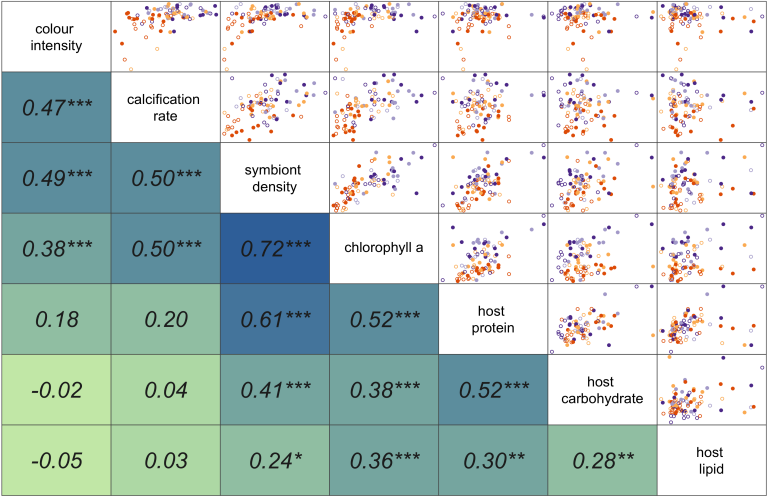 colour
intensity
0.47***
calcification
rate
0.49***
0.50***
symbiont
density
0.38***
0.50***
0.72***
chlorophyll a
0.18
0.20
0.61***
0.52***
host
protein
-0.02
0.04
0.41***
0.38***
0.52***
host
carbohydrate
-0.05
0.03
0.24*
0.36***
0.30**
0.28**
host
lipid